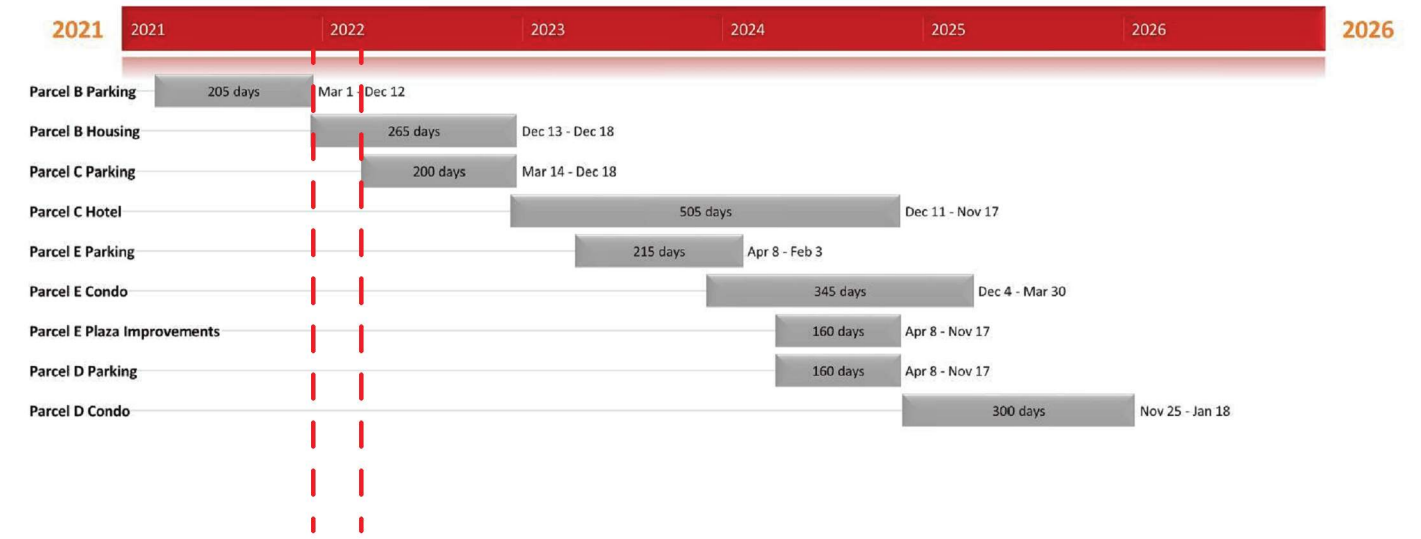 2021 2021 2022 2023 2024 2025 2026 2026
Parcel B Parking 205 days Mar 1 - Dec 12
Parcel B Housing 265 days Dec 13 - Dec 18
Parcel C Parking 200 days Mar 14 - Dec 18
Parcel C Hotel 505 days Dec 11 - Nov 17
Parcel E Parking 215 days Apr 8 - Feb 3
Parcel E Condo 345 days Dec 4 - Mar 30
Parcel E Plaza Improvements 160 days Apr 8 - Nov 17
Parcel D Parking 160 days Apr 8 - Nov 17
Parcel D Condo 300 days Nov 25 - Jan 18